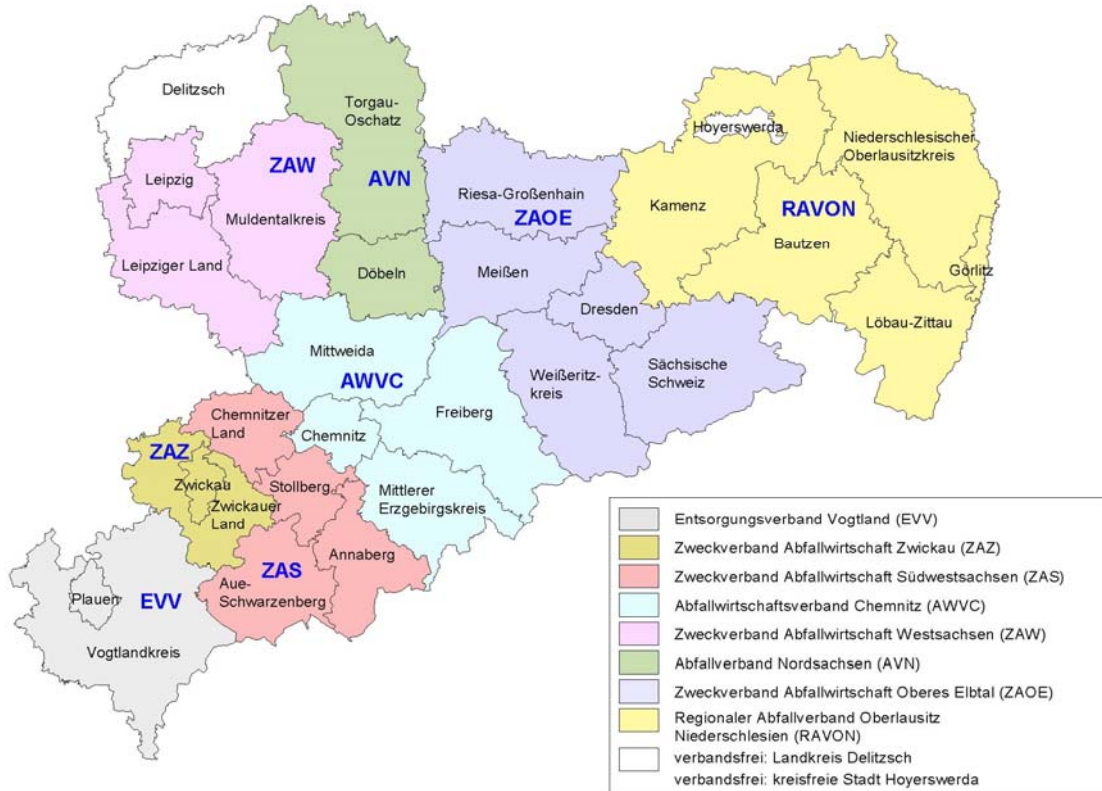 Delitzsch
Torgau-
Oschatz
Hoyerswerda
Niederschlesischer
Oberlausitzkreis
ZAW
Leipzig
AVN
Riesa-Großenhain
Kamenz
RAVON
Muldentalkreis
ZAOE
Bautzen
Leipziger Land
Döbeln
Meißen
Görlitz
Dresden
Löbau-Zittau
Mittweida
Sächsische
Schweiz
AWVC
Weißeritz-
kreis
Chemnitzer
Land
Freiberg
Chemnitz
ZAZ
Zwickau
Stollberg
Zwickauer
Land
Mittlerer
Erzgebirgskreis
Annaberg
ZAS
Aue-
Schwarzenberg
Plauen
EVV
Vogtlandkreis
Entsorgungsverband Vogtland (EVV)
Zweckverband Abfallwirtschaft Zwickau (ZAZ)
Zweckverband Abfallwirtschaft Südwestsachsen (ZAS)
Abfallwirtschaftsverband Chemnitz (AWVC)
Zweckverband Abfallwirtschaft Westsachsen (ZAW)
Abfallverband Nordsachsen (AVN)
Zweckverband Abfallwirtschaft Oberes Elbtal (ZAOE)
Regionaler Abfallverband Oberlausitz
Niederschlesien (RAVON)
verbandsfrei: Landkreis Delitzsch
verbandsfrei: kreisfreie Stadt Hoyerswerda